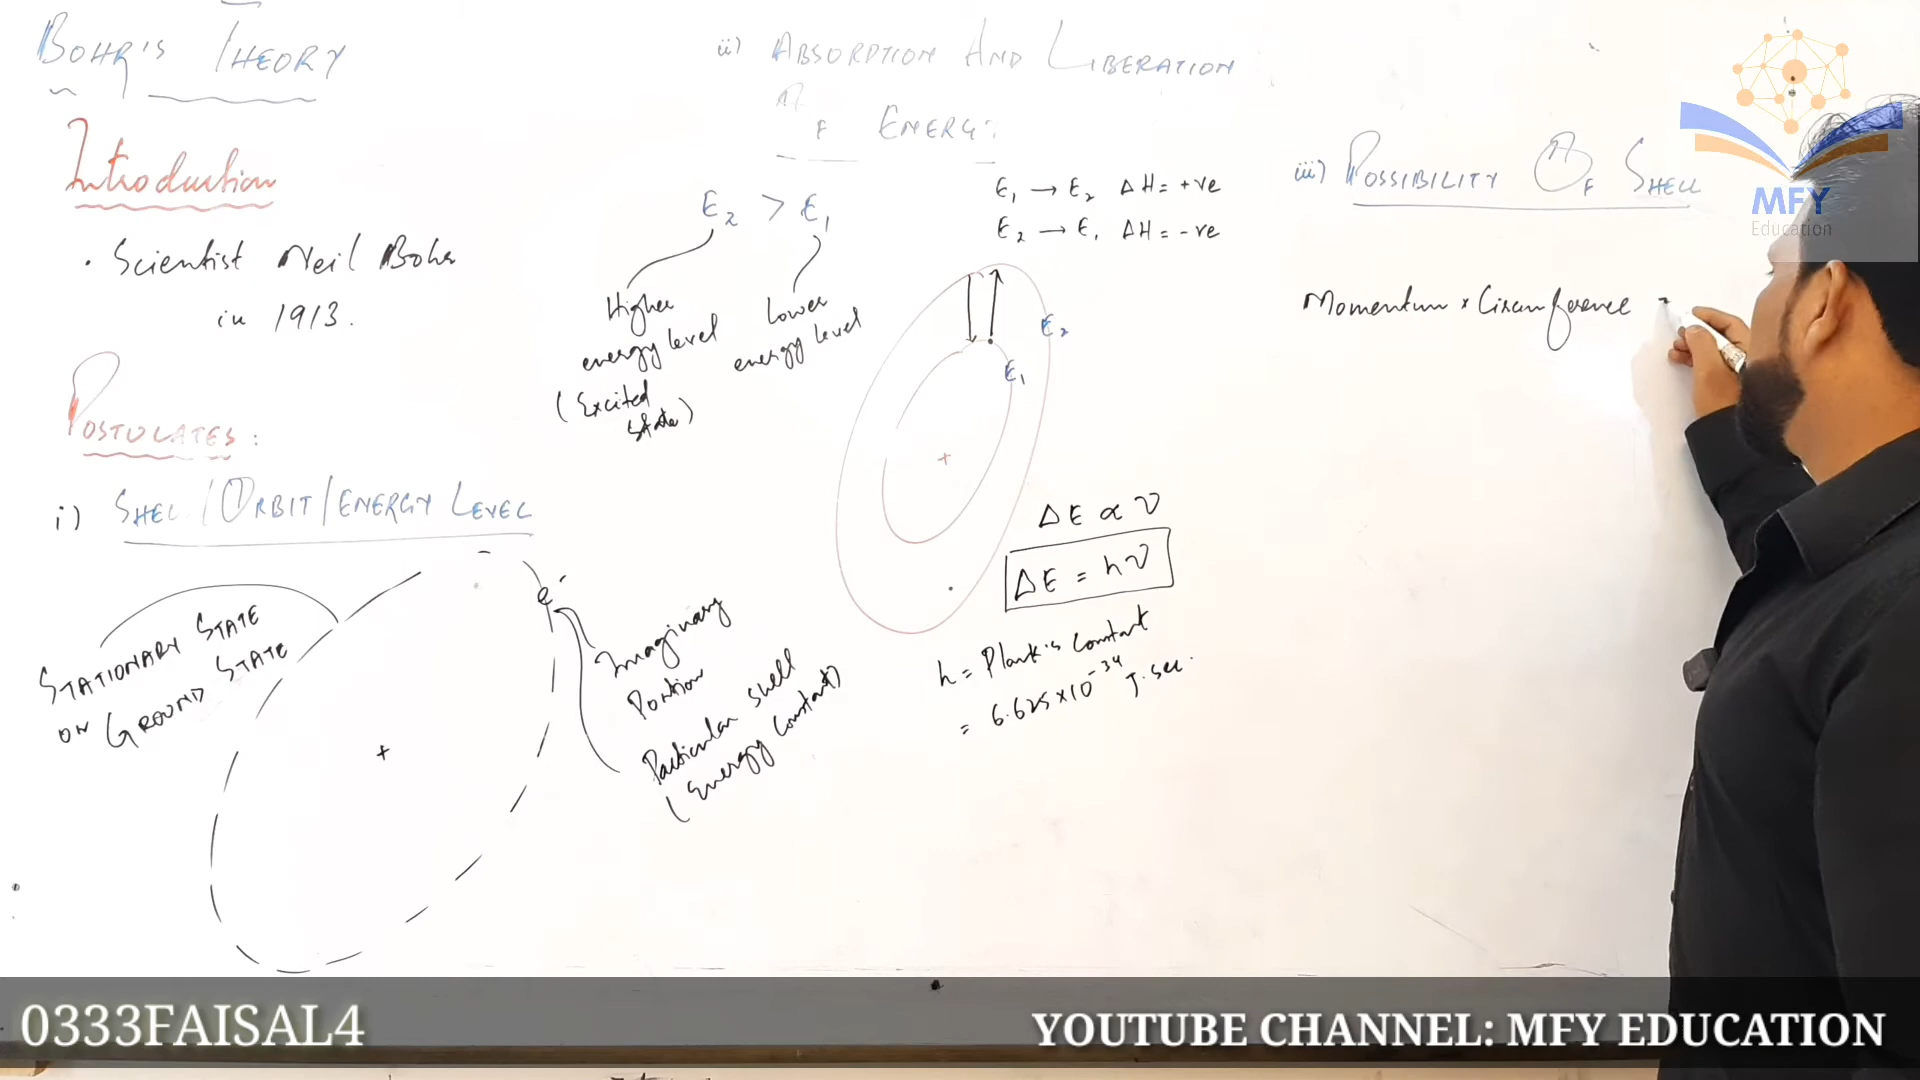 BOHR'S THEORY
Introduction
• Scientist Neil Bohr
in 1913.
POSTULATES:
i) SHELL/ORBIT/ENERGY LEVEL
STATIONARY STATE
OR GROUND STATE
+
e-
Imaginary
Portion
Particular shell
(Energy Constant)
ii) ABSORPTION AND LIBERATION
OF ENERGY
E2 > E1
Higher
energy level
(Excited
State)
Lower
energy level
E1 → E2 ΔH = +ve
E2 → E1 ΔH = -ve
E2
E1
+
ΔE ∝ ν
ΔE = hν
h = Plank's Constant
= 6.625×10-34 J.sec.
iii) POSSIBILITY OF SHELL
Momentum × Circumference =
MFY
Education
0333FAISAL4
YOUTUBE CHANNEL: MFY EDUCATION